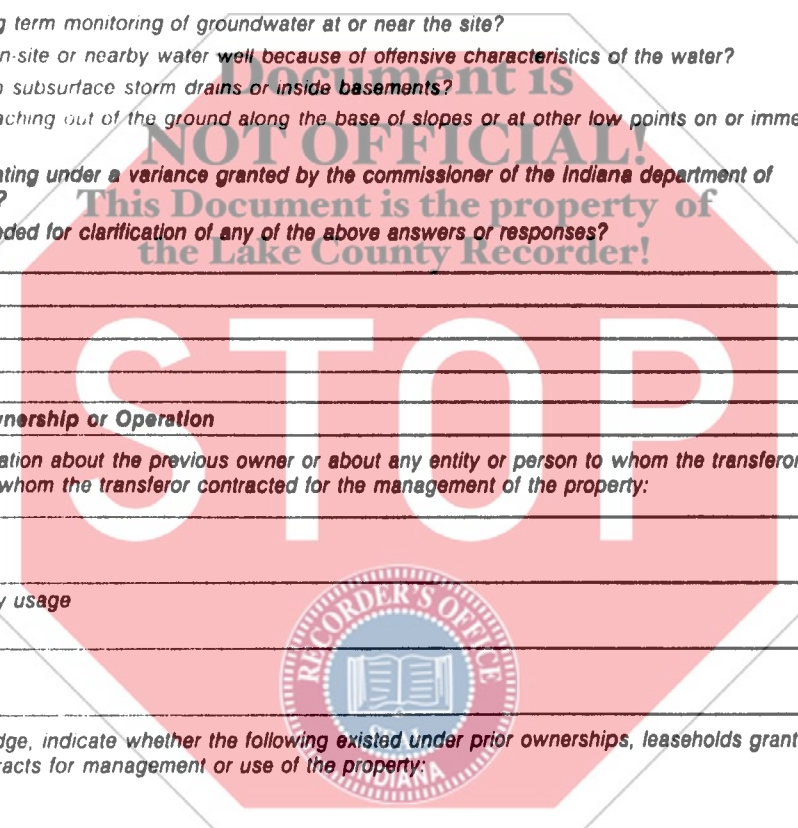 g term monitoring of groundwater at or near the site?
n-site or nearby water well because of offensive characteristics of the water?
Document is
n subsurface storm drains or inside basements?
aching out of the ground along the base of slopes or at other low points on or imme
NOT OFFICIAL!
ating under a variance granted by the commissioner of the Indiana department of
?
This Document is the property of
eded for clarification of any of the above answers or responses?
the Lake County Recorder!
STOP
wnership or Operation
ation about the previous owner or about any entity or person to whom the transferor
whom the transferor contracted for the management of the property:
y usage
RECORDER'S OFFICE
dge, indicate whether the following existed under prior ownerships, leaseholds grant
racts for management or use of the property:
INDIANA